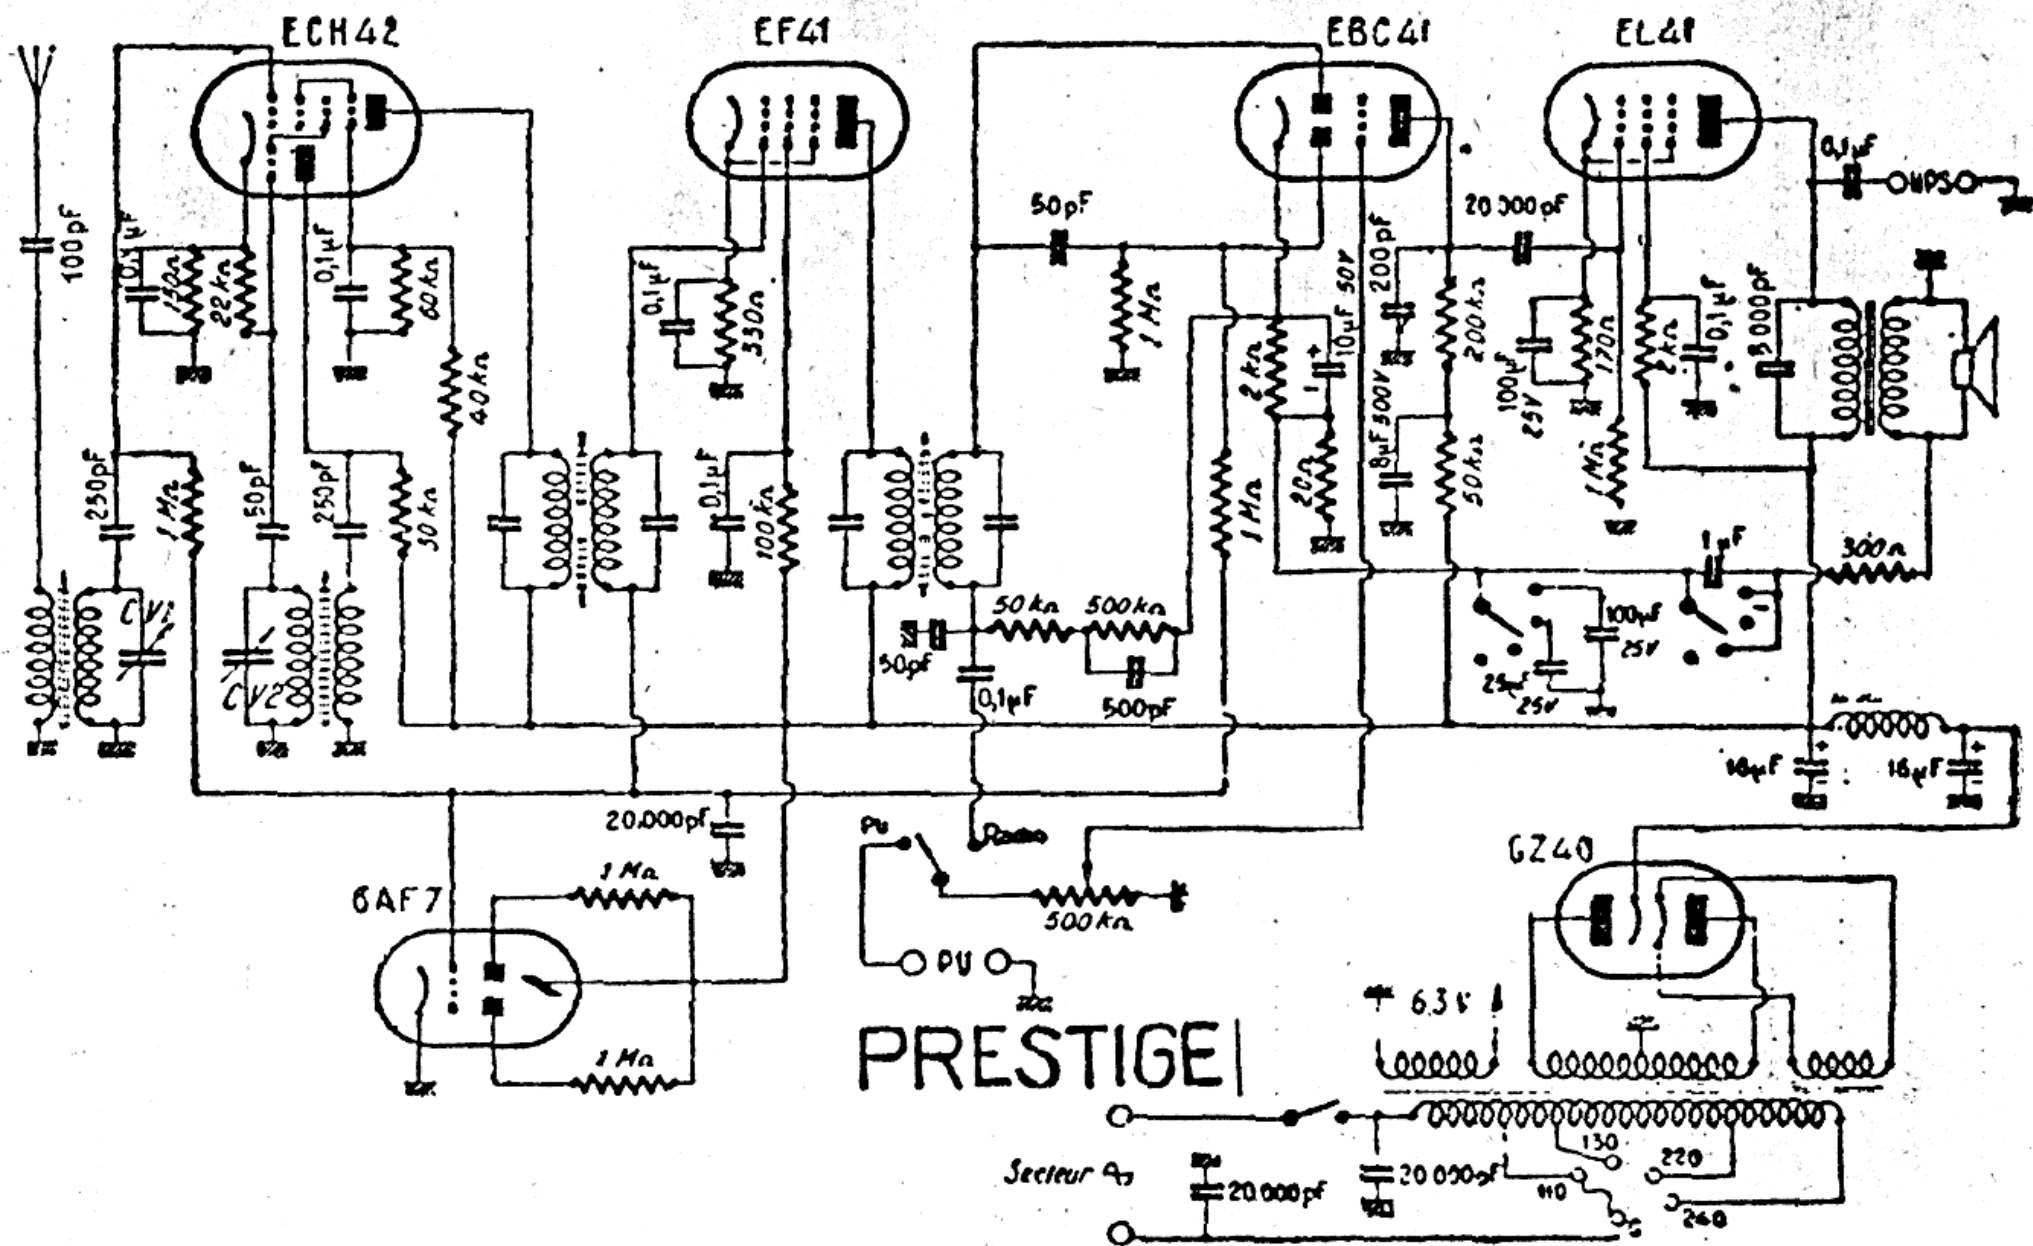 ECH42
EF41
EBC41
EL41
100pF
0,1µF
150Ω
22kΩ
0,1µF
60kΩ
40kΩ
250pF
1MΩ
50pF
250pF
30kΩ
CV1
CV2
0,1µF
330Ω
0,1µF
100kΩ
50pF
1MΩ
50kΩ
500kΩ
50pF
0,1µF
500pF
1MΩ
2kΩ
10µF 50V
20Ω
200pF
200kΩ
8µF 500V
50kΩ
20000pF
100µF
25V
170Ω
1MΩ
2kΩ
0,1µF
0,1µF
HPS
3000pF
1µF
300Ω
100µF
25V
25µF
25V
16µF
+
16µF
+
20.000pF
6AF7
1MΩ
1MΩ
PU
Radio
500kΩ
PU
GZ40
6.3V
PRESTIGE
Secteur
20.000pF
20.000pF
130
110
220
240